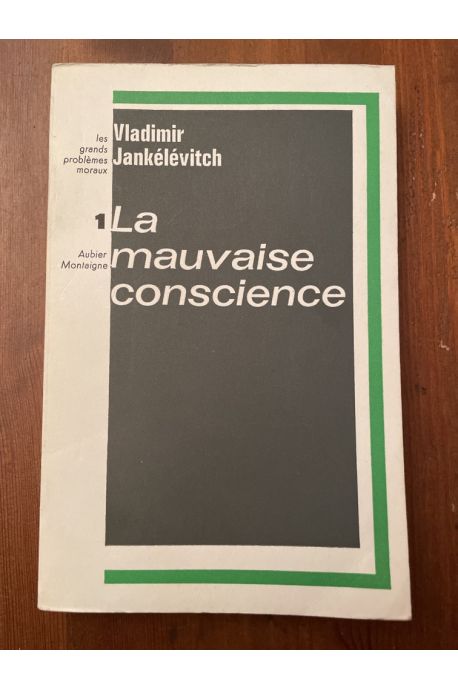 les
grands
problèmes
moraux
Vladimir
Jankélévitch
1
La
mauvaise
conscience
Aubier
Montaigne